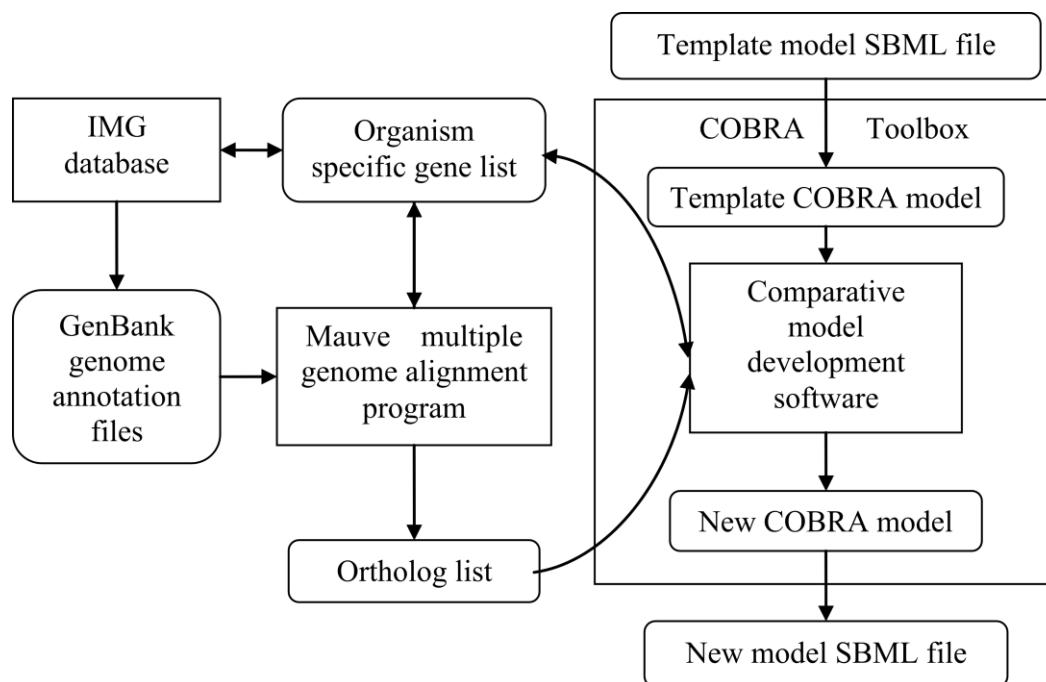 Template model SBML file
IMG
database
Organism
specific gene list
COBRA Toolbox
Template COBRA model
GenBank
genome
annotation
files
Mauve multiple
genome alignment
program
Comparative
model
development
software
Ortholog list
New COBRA model
New model SBML file